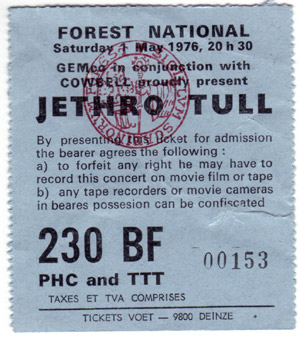 FOREST NATIONAL
Saturday 1 May 1976, 20 h 30
GEMco in conjunction with
COWBELL proudly present
JETHRO TULL
By presenting this ticket for admission
the bearer agrees the following :
a) to forfeit any right he may have to
record this concert on movie film or tape
b) any tape recorders or movie cameras
in beares possesion can be confiscated
230 BF
00153
PHC and TTT
TAXES ET TVA COMPRISES
TICKETS VOET — 9800 DEINZE